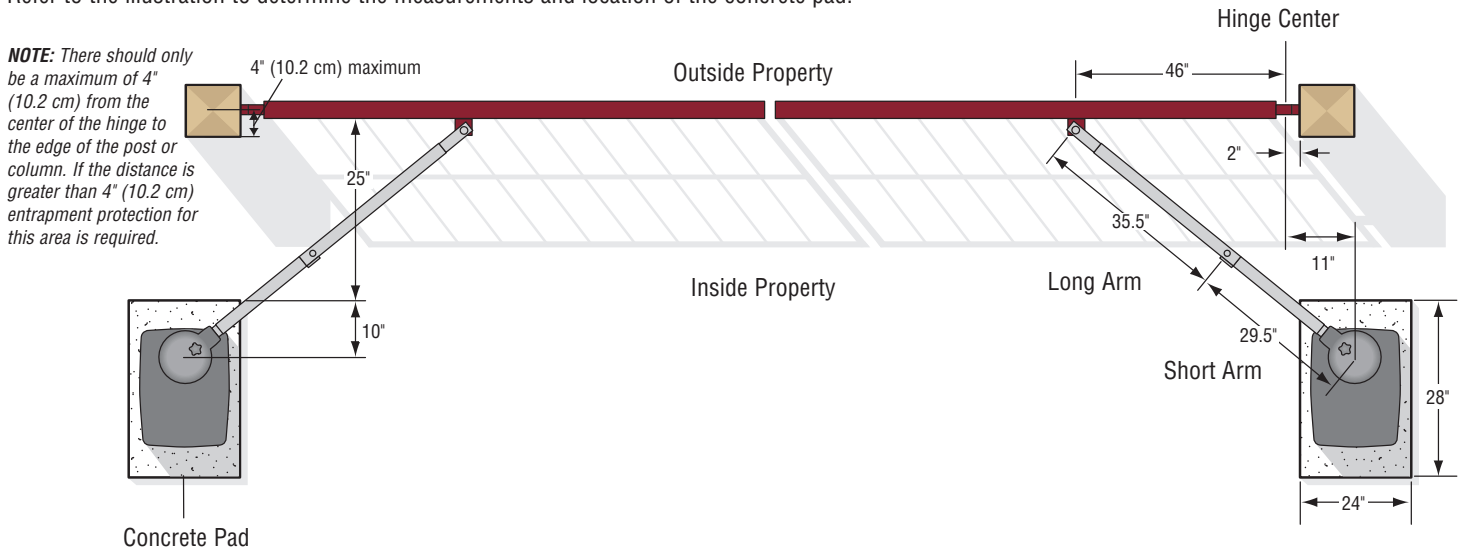 Refer to the illustration to determine the measurements and location of the concrete pad.
Hinge Center
NOTE: There should only
be a maximum of 4"
(10.2 cm) from the
center of the hinge to
the edge of the post or
column. If the distance is
greater than 4" (10.2 cm)
entrapment protection for
this area is required.
4" (10.2 cm) maximum
Outside Property
46"
2"
25"
35.5"
11"
Inside Property
Long Arm
10"
29.5"
Short Arm
28"
24"
Concrete Pad